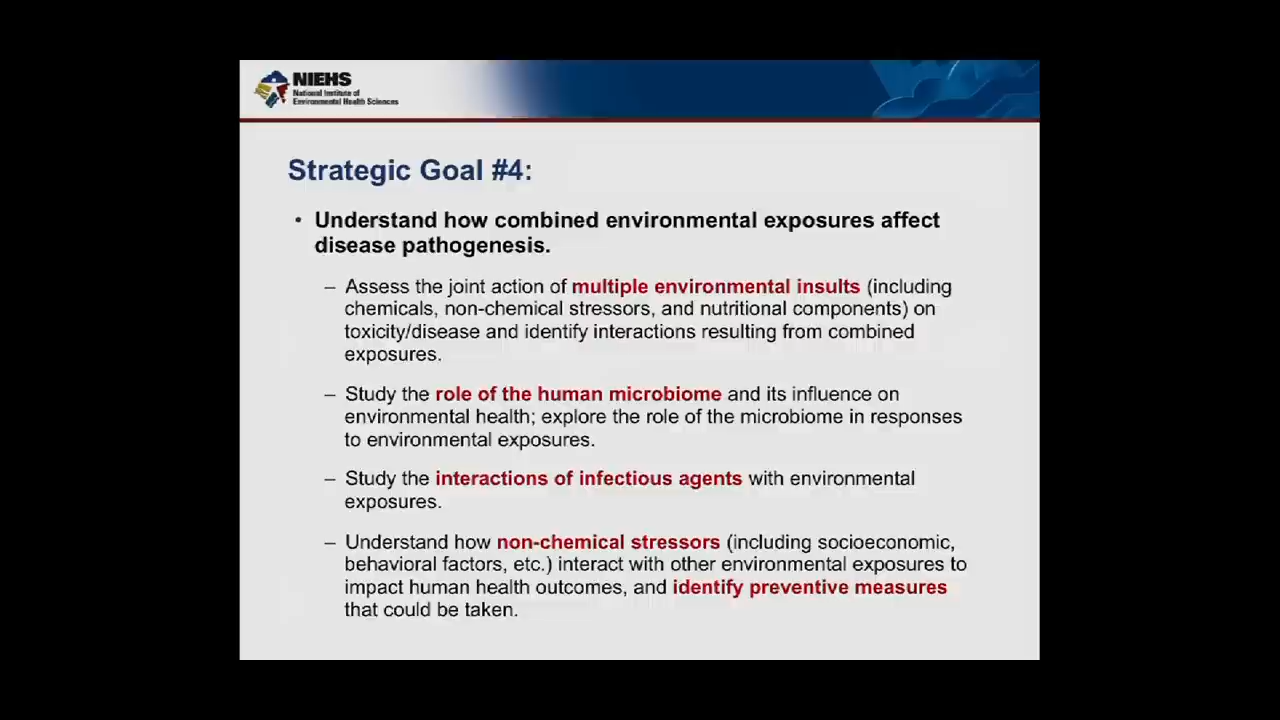 NIEHS
National Institute of
Environmental Health Sciences
Strategic Goal #4:
• Understand how combined environmental exposures affect
disease pathogenesis.
– Assess the joint action of multiple environmental insults (including
chemicals, non-chemical stressors, and nutritional components) on
toxicity/disease and identify interactions resulting from combined
exposures.
– Study the role of the human microbiome and its influence on
environmental health; explore the role of the microbiome in responses
to environmental exposures.
– Study the interactions of infectious agents with environmental
exposures.
– Understand how non-chemical stressors (including socioeconomic,
behavioral factors, etc.) interact with other environmental exposures to
impact human health outcomes, and identify preventive measures
that could be taken.